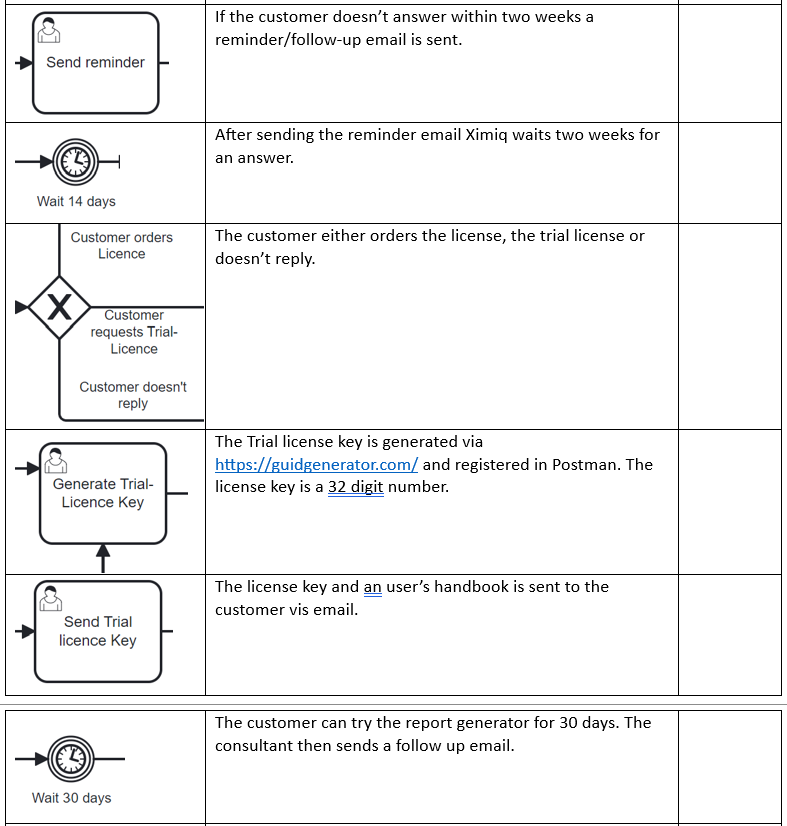 Send reminder
If the customer doesn’t answer within two weeks a
reminder/follow-up email is sent.
Wait 14 days
After sending the reminder email Ximiq waits two weeks for
an answer.
Customer orders
Licence
X
Customer
requests Trial-
Licence
Customer doesn't
reply
The customer either orders the license, the trial license or
doesn’t reply.
Generate Trial-
Licence Key
The Trial license key is generated via
https://guidgenerator.com/ and registered in Postman. The
license key is a 32 digit number.
Send Trial
licence Key
The license key and an user’s handbook is sent to the
customer vis email.
Wait 30 days
The customer can try the report generator for 30 days. The
consultant then sends a follow up email.